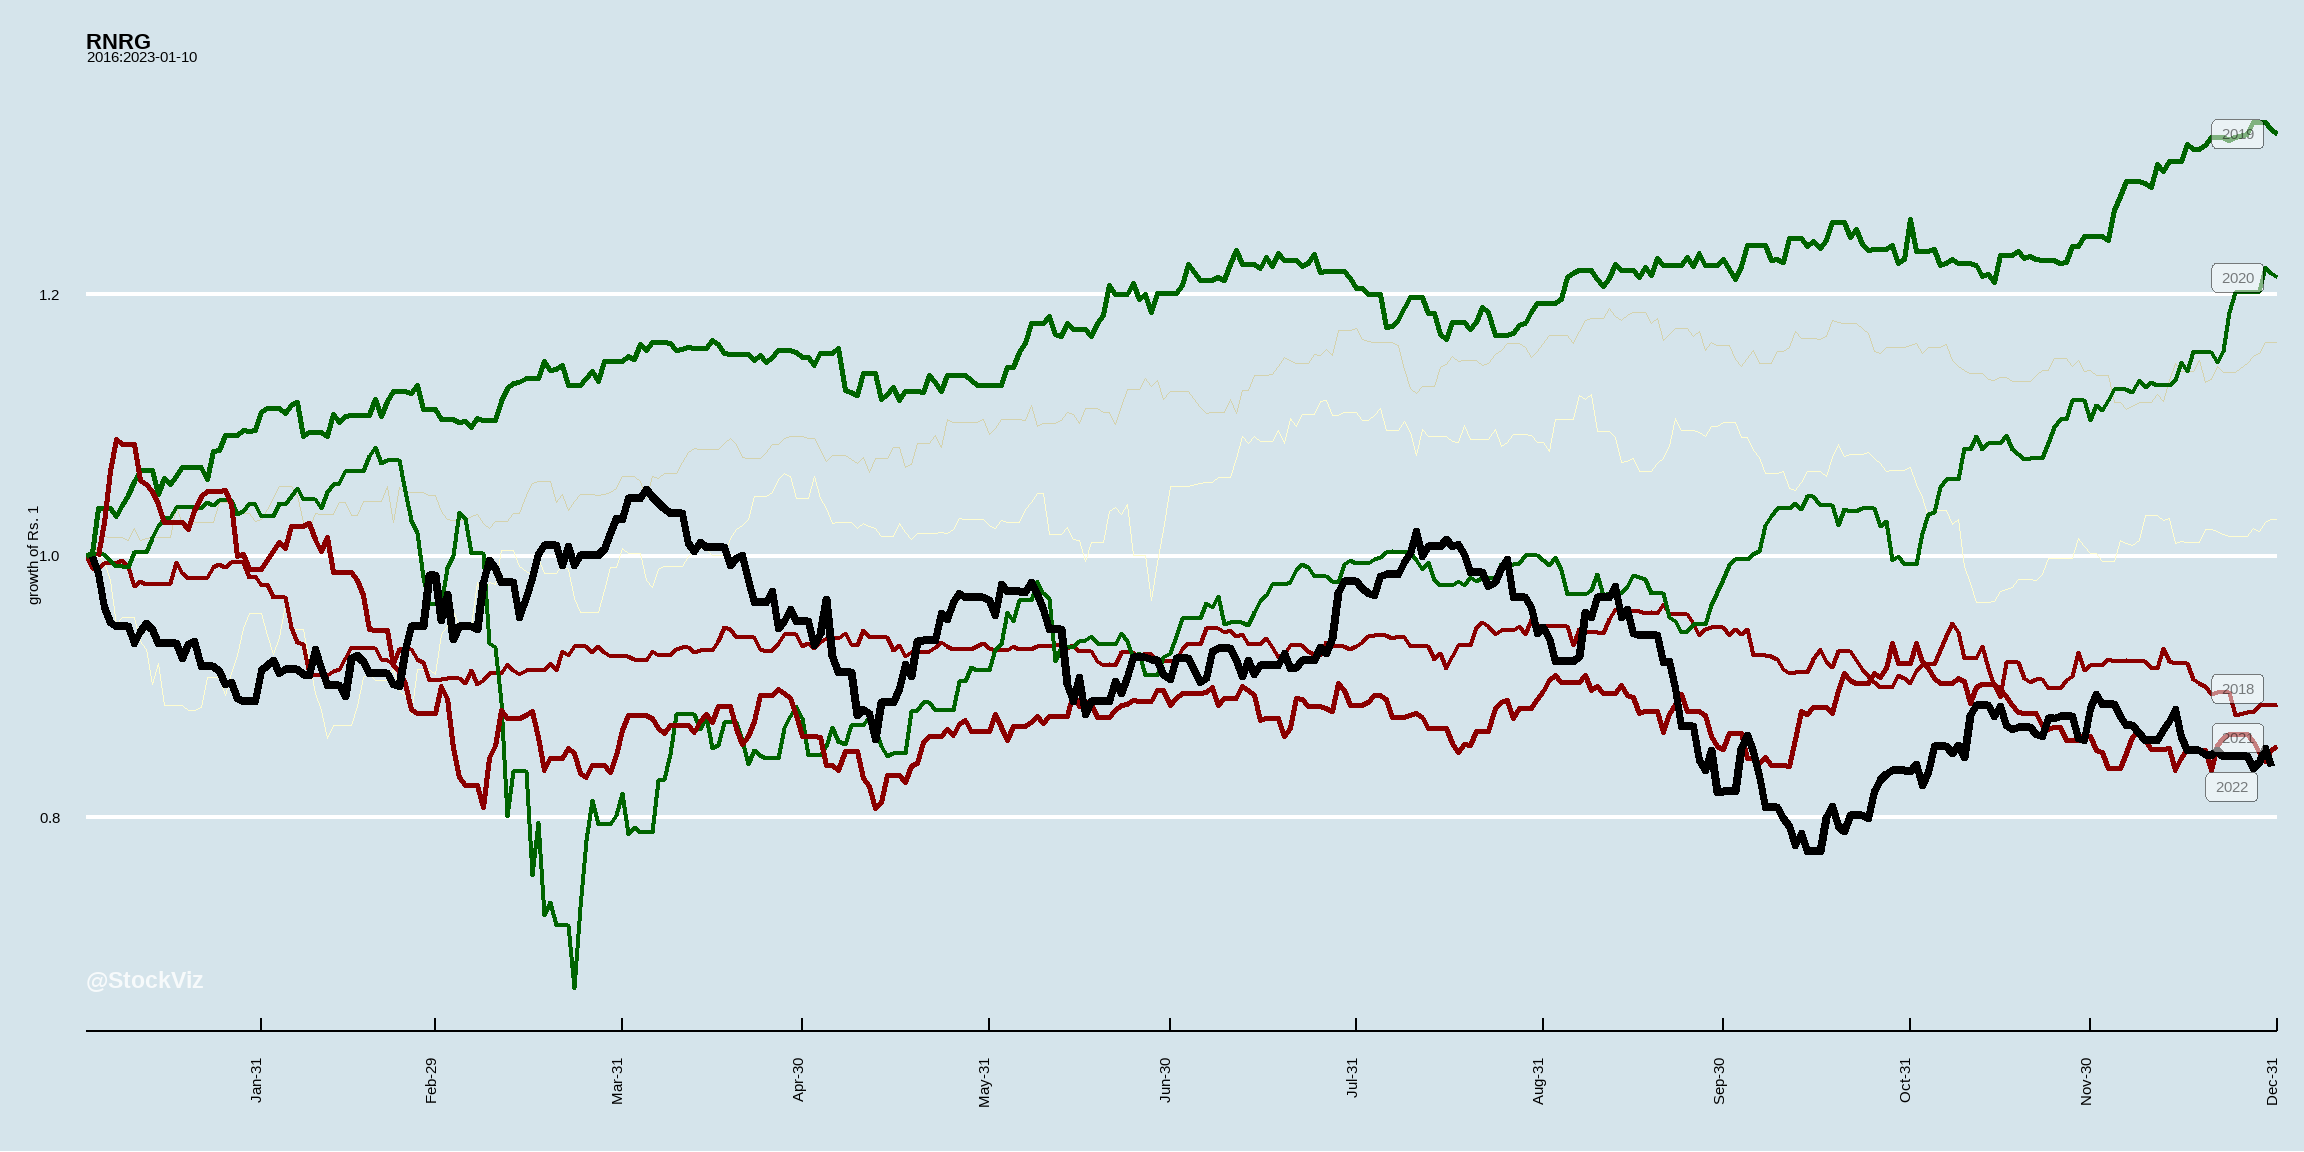 RNRG
2016:2023-01-10
2019
1.2
2020
growth of Rs. 1
1.0
2018
2021
2022
0.8
@StockViz
Jan-31
Feb-29
Mar-31
Apr-30
May-31
Jun-30
Jul-31
Aug-31
Sep-30
Oct-31
Nov-30
Dec-31